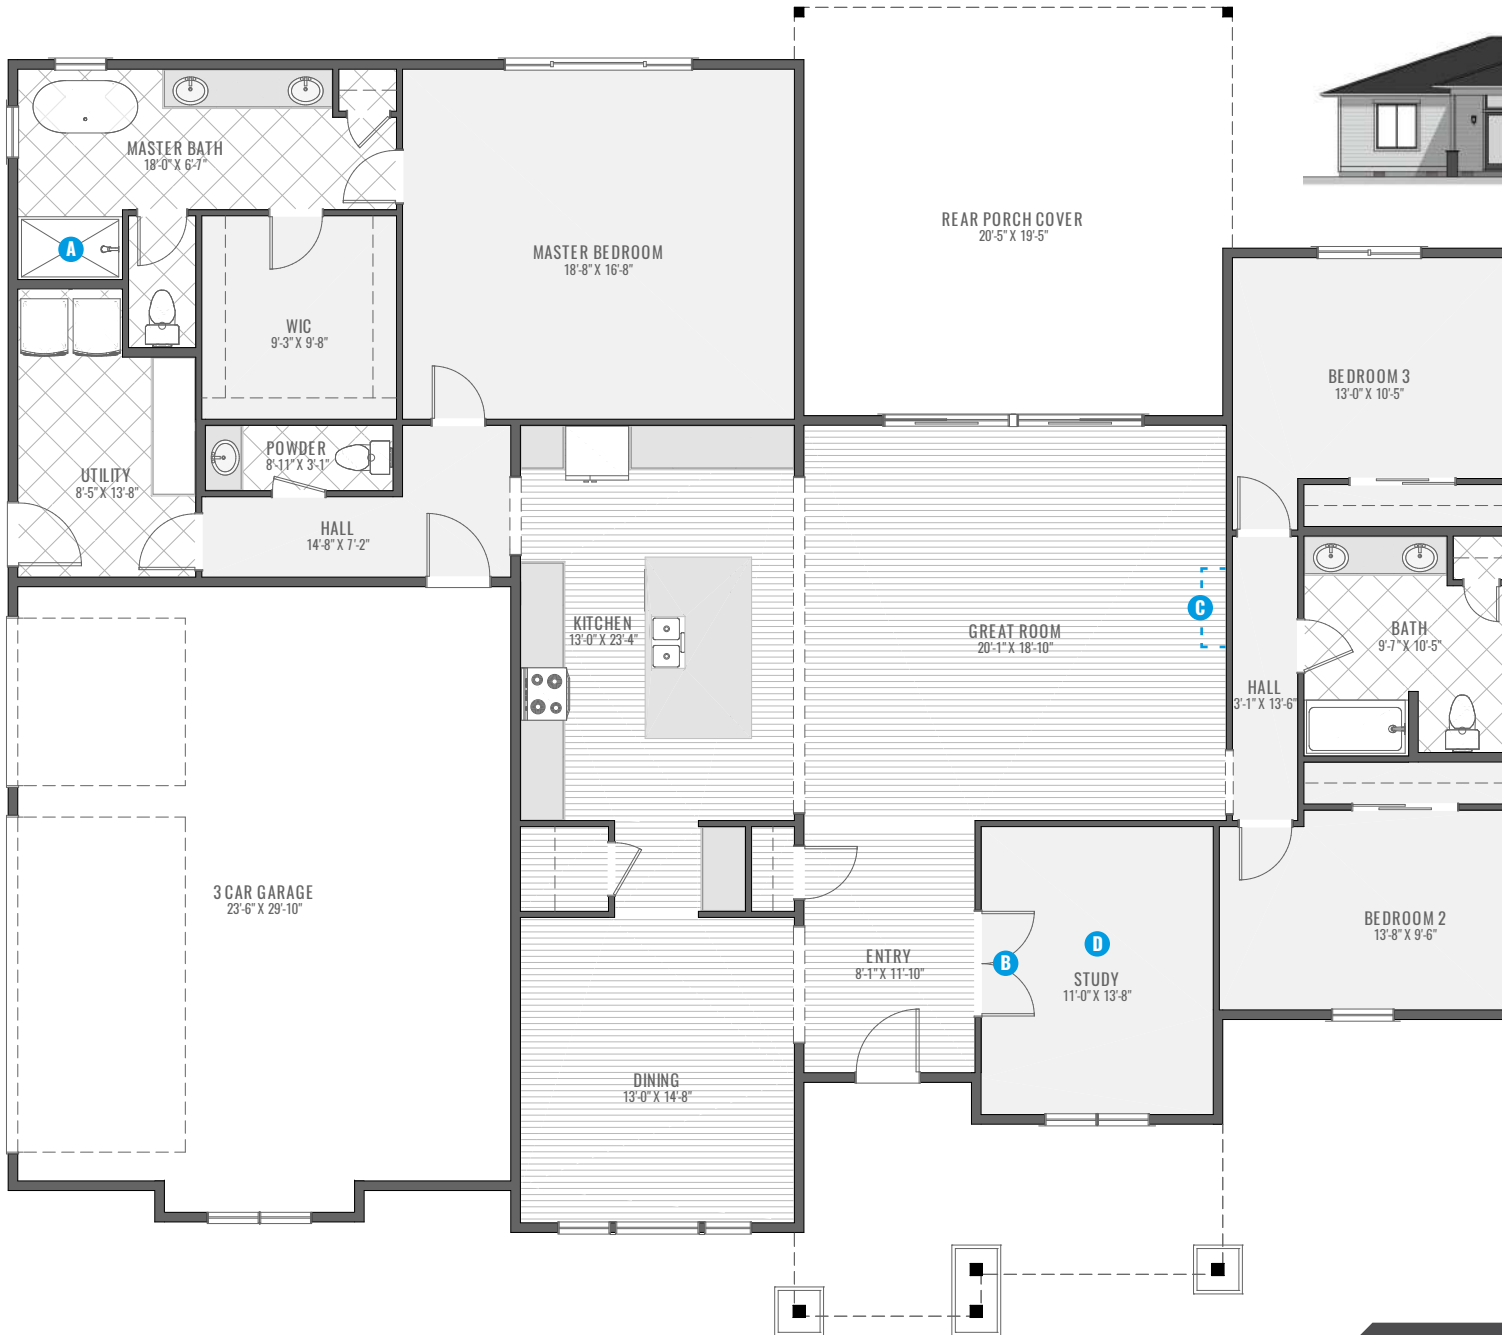 MASTER BATH
18'-0" X 6'-7"
A
MASTER BEDROOM
18'-8" X 16'-8"
REAR PORCH COVER
20'-5" X 19'-5"
WIC
9'-3" X 9'-8"
BEDROOM 3
13'-0" X 10'-5"
POWDER
8'-11" X 3'-1"
UTILITY
8'-5" X 13'-8"
HALL
14'-8" X 7'-2"
KITCHEN
13'-0" X 23'-4"
GREAT ROOM
20'-1" X 18'-10"
C
BATH
9'-7" X 10'-5"
HALL
3'-1" X 13'-6"
3 CAR GARAGE
23'-6" X 29'-10"
BEDROOM 2
13'-8" X 9'-6"
ENTRY
8'-1" X 11'-10"
B
D
STUDY
11'-0" X 13'-8"
DINING
13'-0" X 14'-8"